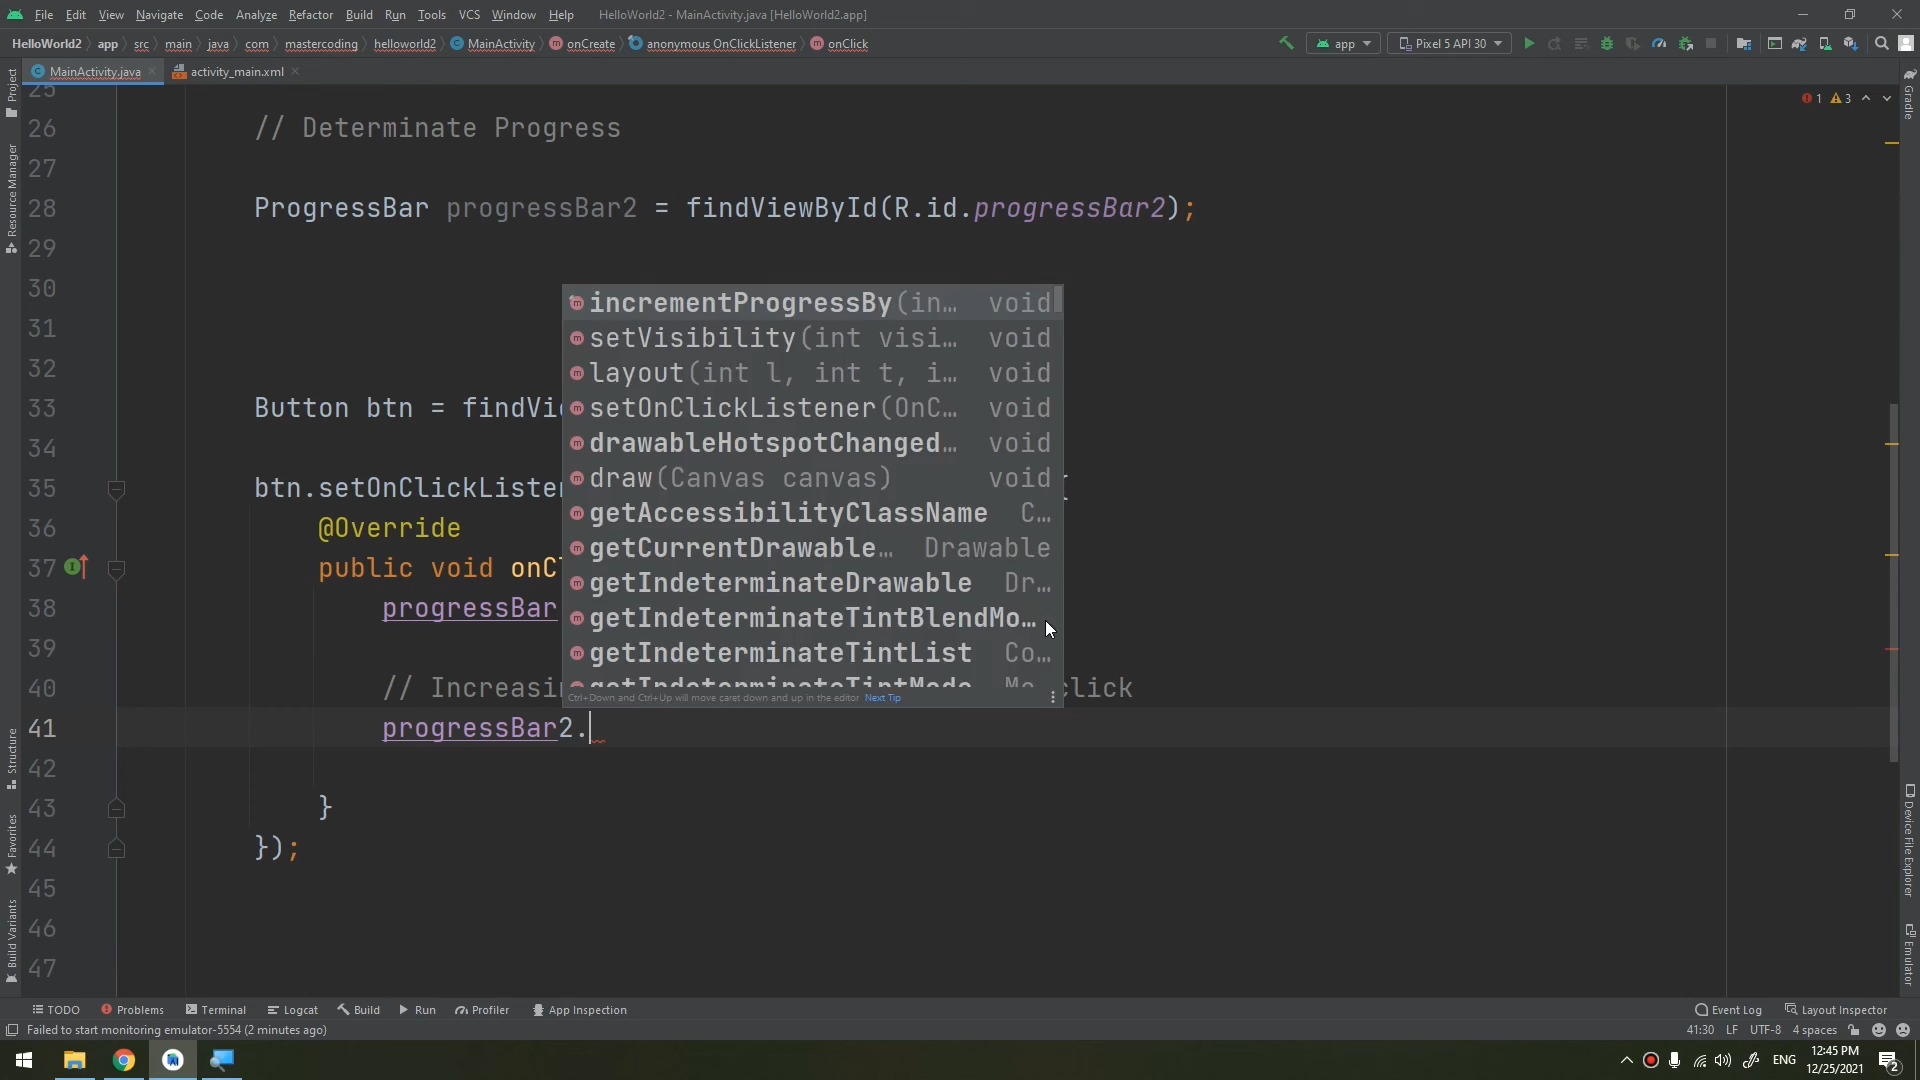 File Edit View Navigate Code Analyze Refactor Build Run Tools VCS Window Help HelloWorld2 - MainActivity.java [HelloWorld2.app]
HelloWorld2 app src main java com mastercoding helloworld2 MainActivity onCreate anonymous OnClickListener onClick app Pixel 5 API 30
MainActivity.java activity_main.xml
1 3
25
26 // Determinate Progress
27
28 ProgressBar progressBar2 = findViewById(R.id.progressBar2);
29
30
31
32
33 Button btn = findVi
34
35 btn.setOnClickListe
36 @Override
37 public void onC
38 progressBar
39
40 // Increasi click
41 progressBar2.
42
43 }
44 });
45
46
47
incrementProgressBy(in… void
setVisibility(int visi… void
layout(int l, int t, i… void
setOnClickListener(OnC… void
drawableHotspotChanged… void
draw(Canvas canvas) void
getAccessibilityClassName C…
getCurrentDrawable… Drawable
getIndeterminateDrawable Dr…
getIndeterminateTintBlendMo…
getIndeterminateTintList Co…
getIndeterminateTintMode Mo
Ctrl+Down and Ctrl+Up will move caret down and up in the editor Next Tip
Project
Resource Manager
Structure
Favorites
Build Variants
Gradle
Device File Explorer
Emulator
TODO Problems Terminal Logcat Build Run Profiler App Inspection Event Log Layout Inspector
Failed to start monitoring emulator-5554 (2 minutes ago) 41:30 LF UTF-8 4 spaces
ENG 12:45 PM
12/25/2021 2